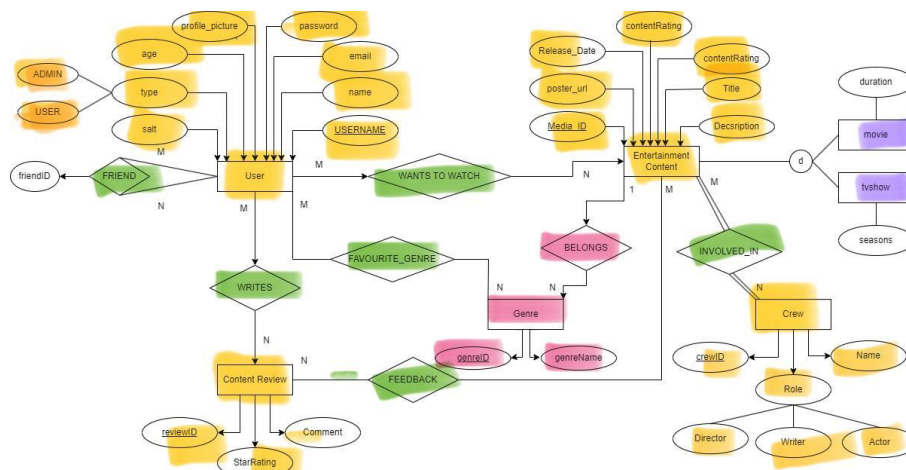 profile_picture
password
contentRating
age
email
Release_Date
contentRating
ADMIN
type
name
poster_url
Title
duration
USER
salt
USERNAME
Media_ID
Decsription
movie
M
friendID
FRIEND
User
M
WANTS TO WATCH
N
Entertainment
Content
d
tvshow
N
M
M
1
M
M
seasons
BELONGS
INVOLVED_IN
FAVOURITE_GENRE
WRITES
N
N
N
Genre
Crew
N
genreID
genreName
crewID
Name
Content Review
N
FEEDBACK
Role
reviewID
Comment
StarRating
Director
Writer
Actor